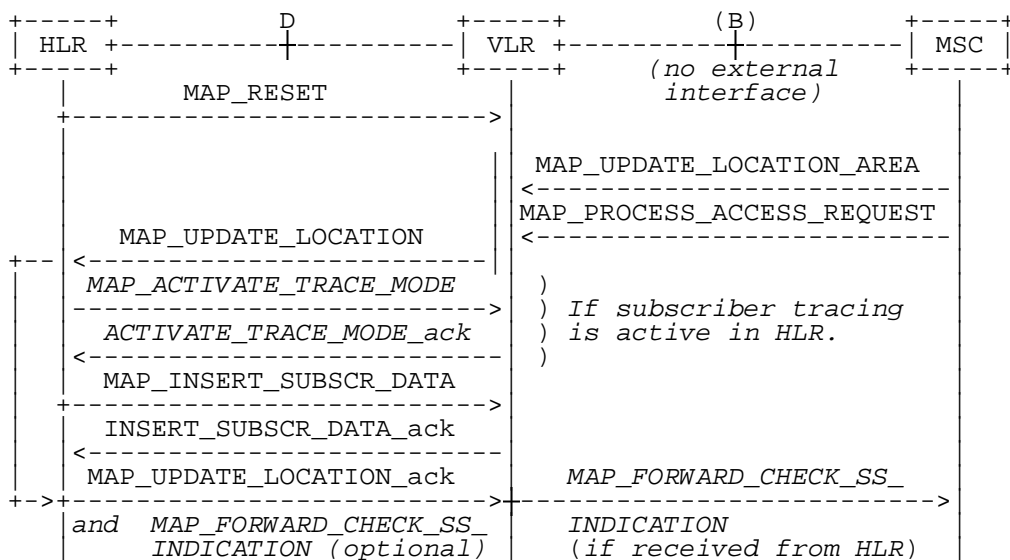 D (B)
HLR VLR MSC
(no external
MAP_RESET interface)
MAP_UPDATE_LOCATION_AREA
MAP_PROCESS_ACCESS_REQUEST
MAP_UPDATE_LOCATION
MAP_ACTIVATE_TRACE_MODE )
) If subscriber tracing
ACTIVATE_TRACE_MODE_ack ) is active in HLR.
)
MAP_INSERT_SUBSCR_DATA
INSERT_SUBSCR_DATA_ack
MAP_UPDATE_LOCATION_ack MAP_FORWARD_CHECK_SS_
and MAP_FORWARD_CHECK_SS_ INDICATION
INDICATION (optional) (if received from HLR)